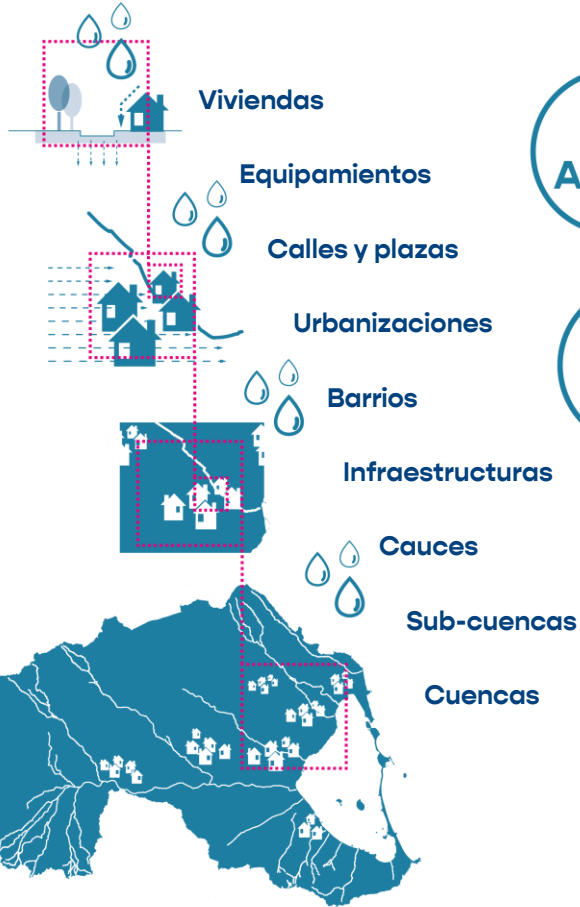 Viviendas
Equipamientos
A
Calles y plazas
Urbanizaciones
Barrios
Infraestructuras
Cauces
Sub-cuencas
Cuencas